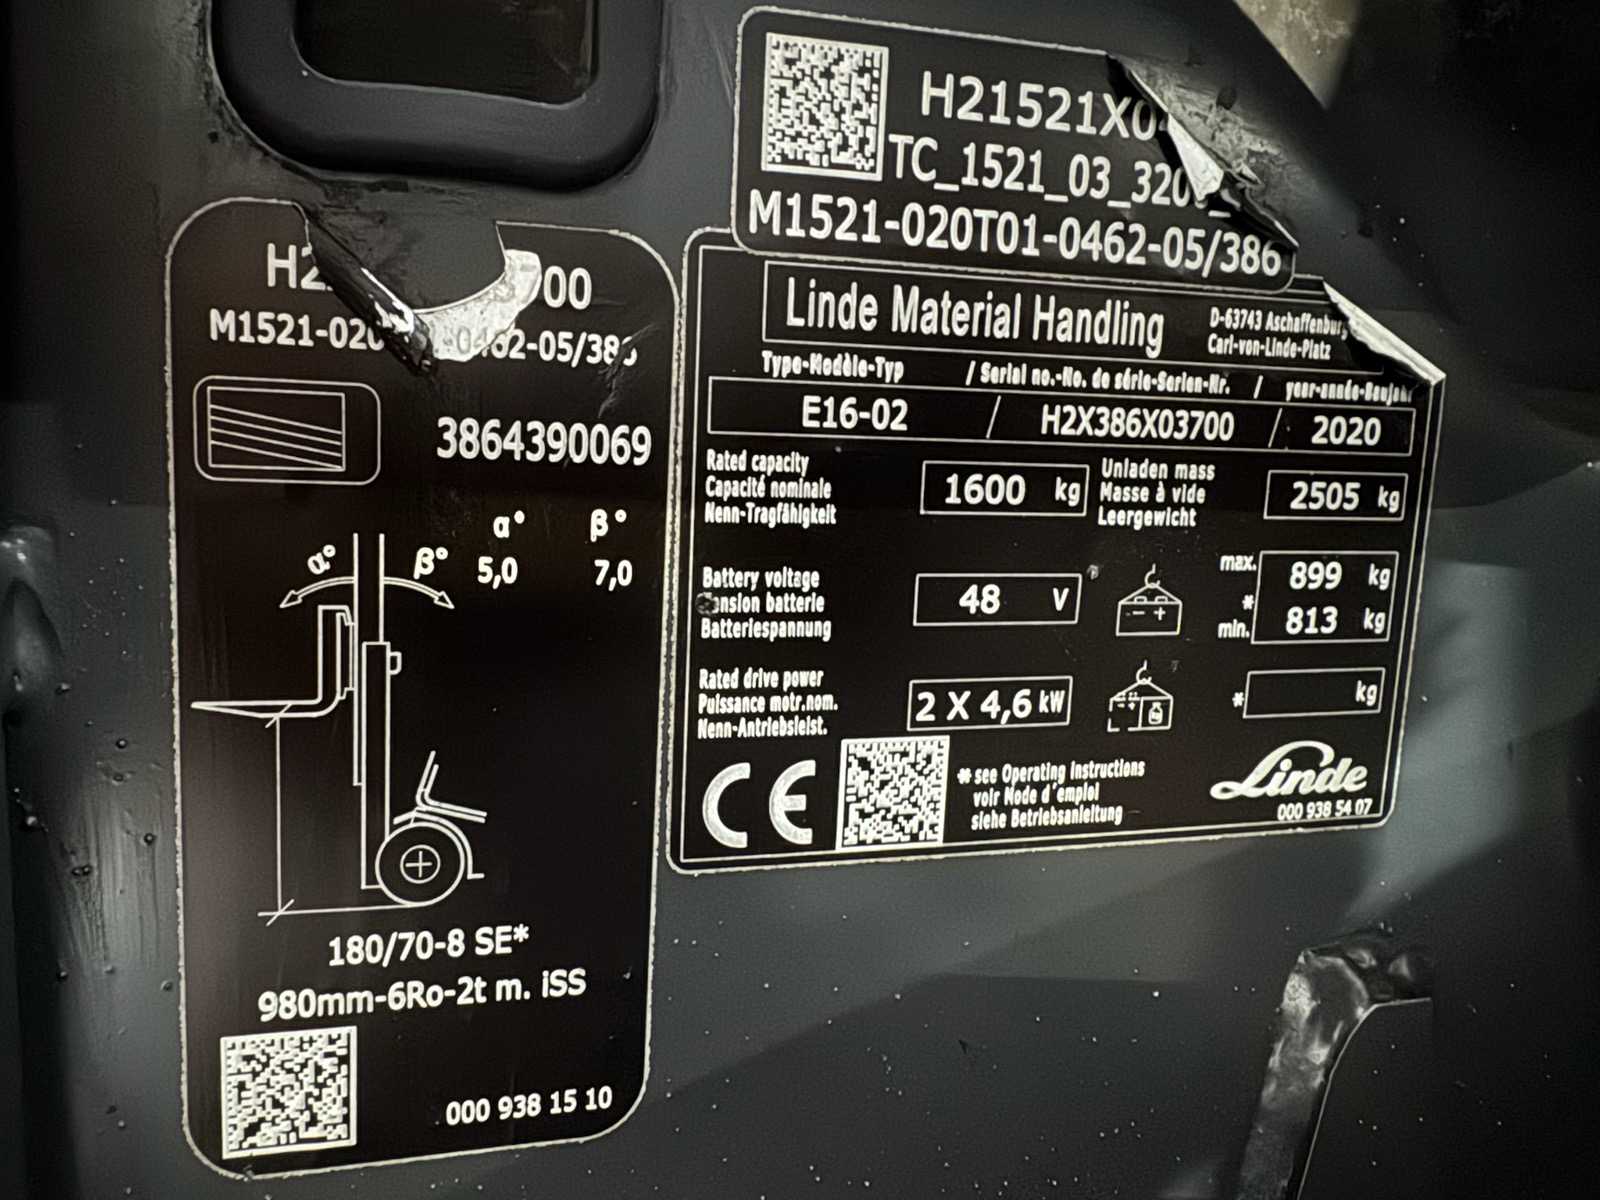 H21521X0
TC_1521_03_320
M1521-020T01-0462-05/386
H2 00
M1521-020 -0462-05/386
3864390069
α° β°
5,0 7,0
α° β°
180/70-8 SE*
980mm-6Ro-2t m. iSS
000 938 15 10
Linde Material Handling
D-63743 Aschaffenburg
Carl-von-Linde-Platz
Type-Modèle-Typ / Serial no.-No. de série-Serien-Nr. / year-année-Baujahr
E16-02 / H2X386X03700 / 2020
Rated capacity
Capacité nominale
Nenn-Tragfähigkeit
1600 kg
Unladen mass
Masse à vide
Leergewicht
2505 kg
Battery voltage
Tension batterie
Batteriespannung
48 V
max. 899 kg
*
min. 813 kg
Rated drive power
Puissance motr.nom.
Nenn-Antriebsleist.
2 X 4,6 kW
* kg
CE
* see Operating instructions
voir Mode d'emploi
siehe Betriebsanleitung
Linde
000 938 54 07